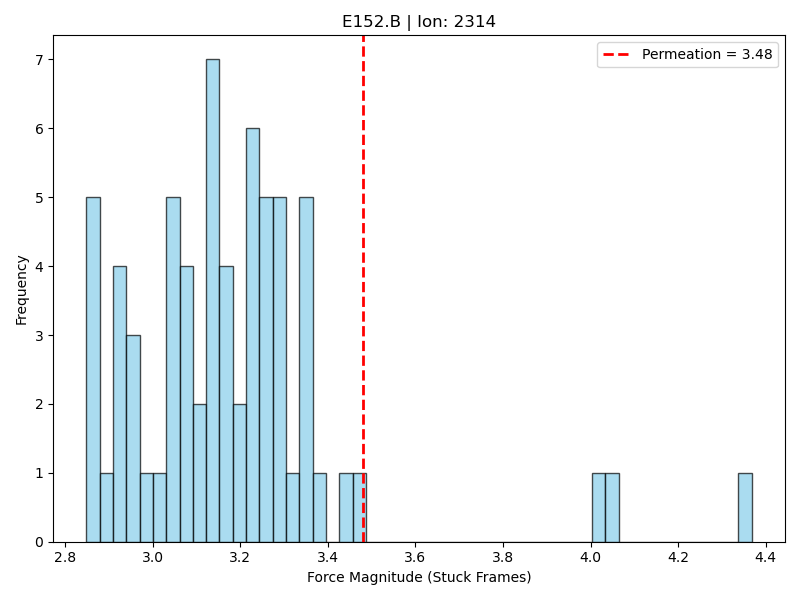 E152.B | Ion: 2314
Permeation = 3.48
7
6
5
4
3
2
1
0
Frequency
2.8 3.0 3.2 3.4 3.6 3.8 4.0 4.2 4.4
Force Magnitude (Stuck Frames)